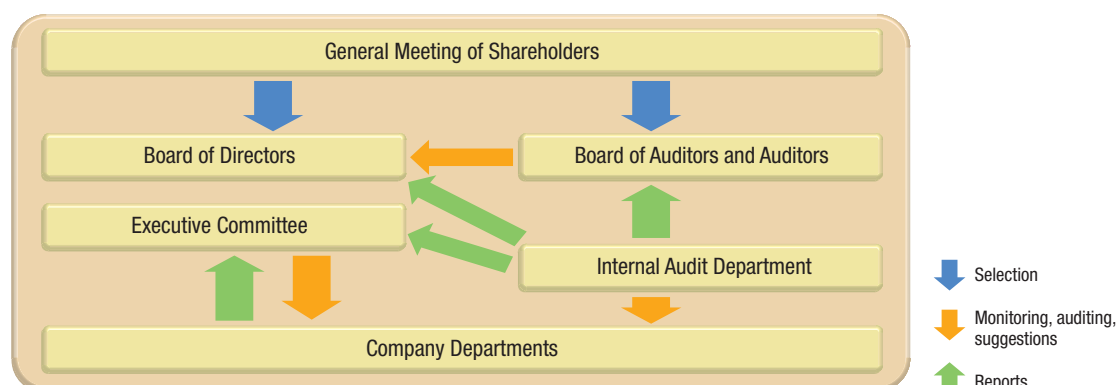 General Meeting of Shareholders
Board of Directors
Board of Auditors and Auditors
Executive Committee
Internal Audit Department
Company Departments
Selection
Monitoring, auditing,
suggestions
Reports